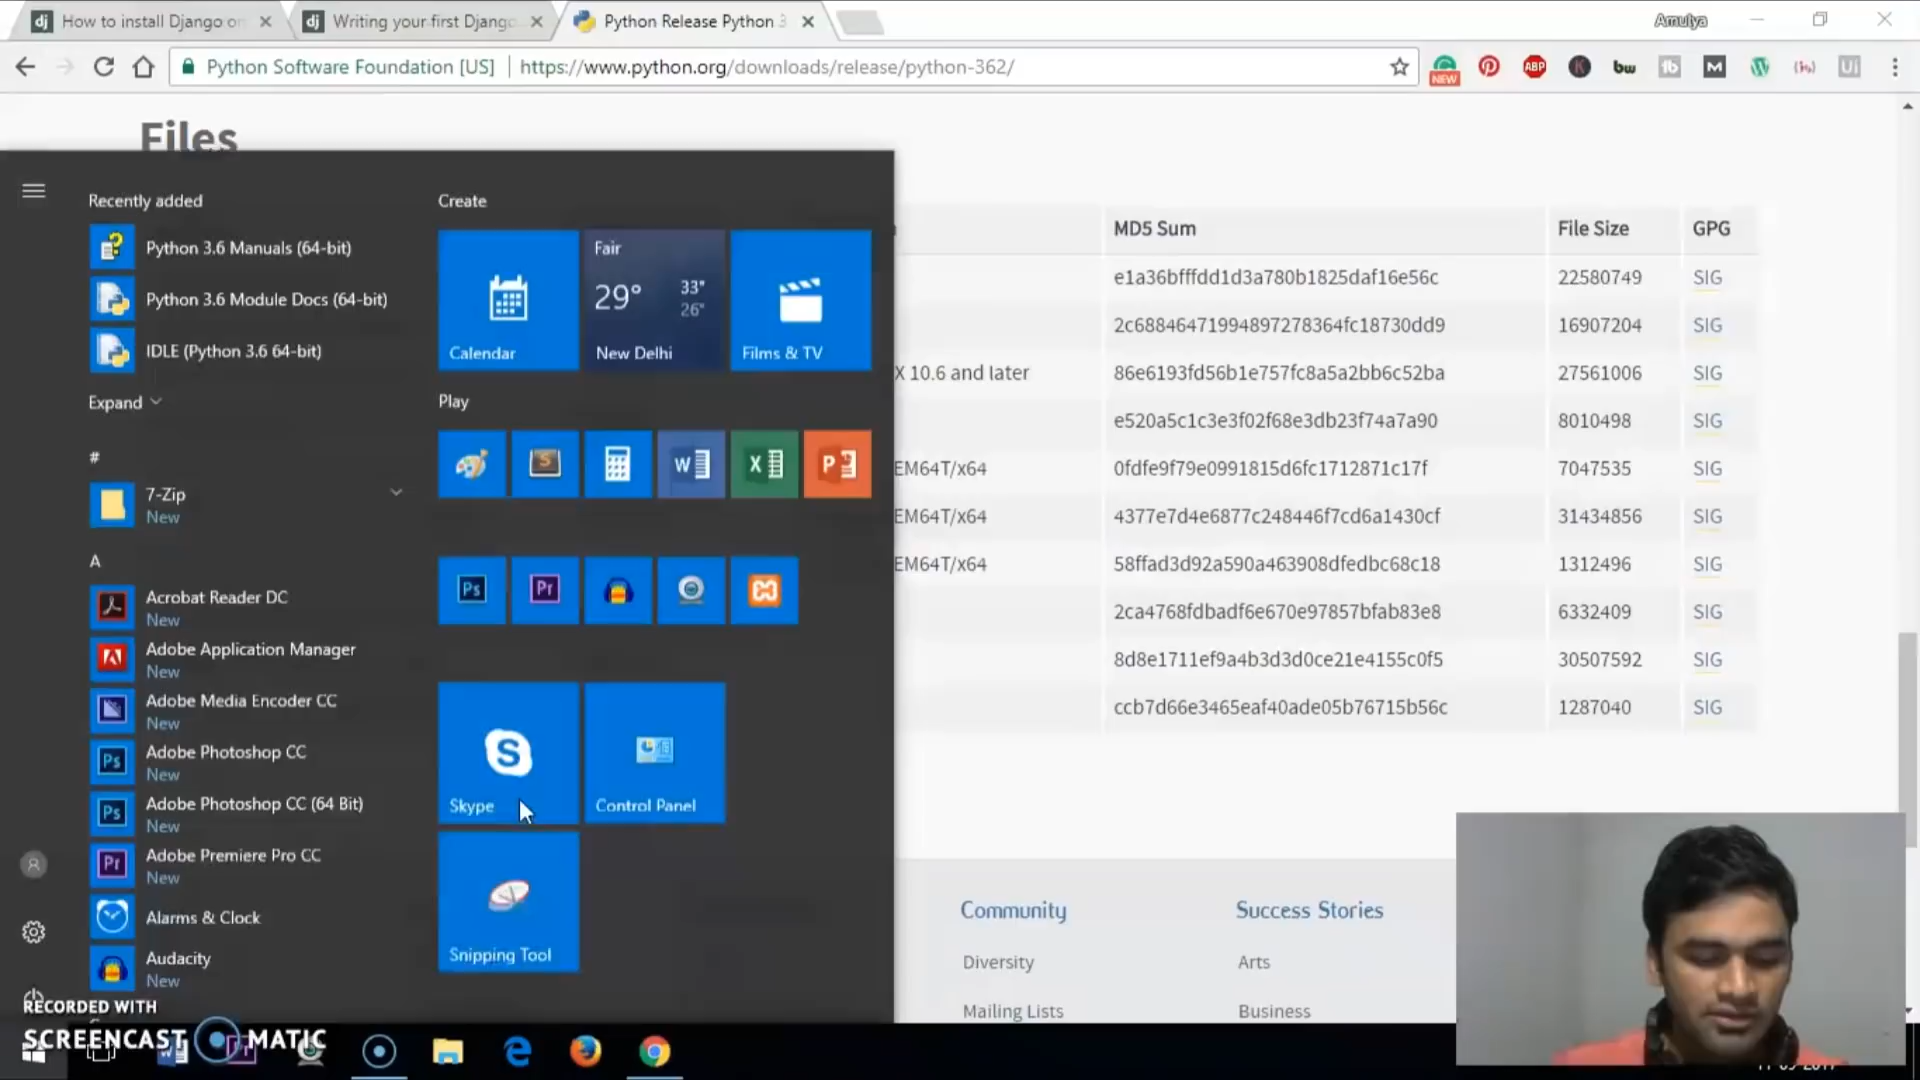 How to install Django on
Writing your first Django
Python Release Python 3
Amulya
Python Software Foundation [US]
https://www.python.org/downloads/release/python-362/
NEW
ABP
K
bw
M
Ui
Files
Recently added
Python 3.6 Manuals (64-bit)
Python 3.6 Module Docs (64-bit)
IDLE (Python 3.6 64-bit)
Expand
#
7-Zip
New
A
Acrobat Reader DC
New
Adobe Application Manager
New
Adobe Media Encoder CC
New
Adobe Photoshop CC
New
Adobe Photoshop CC (64 Bit)
New
Adobe Premiere Pro CC
New
Alarms & Clock
Audacity
New
Create
Calendar
Fair
29° 33° 26°
New Delhi
Films & TV
Play
Ps Pr
Skype
Control Panel
Snipping Tool
MD5 Sum File Size GPG
e1a36bfffdd1d3a780b1825daf16e56c 22580749 SIG
2c68846471994897278364fc18730dd9 16907204 SIG
X 10.6 and later 86e6193fd56b1e757fc8a5a2bb6c52ba 27561006 SIG
e520a5c1c3e3f02f68e3db23f74a7a90 8010498 SIG
EM64T/x64 0fdfe9f79e0991815d6fc1712871c17f 7047535 SIG
EM64T/x64 4377e7d4e6877c248446f7cd6a1430cf 31434856 SIG
EM64T/x64 58ffad3d92a590a463908dfedbc68c18 1312496 SIG
2ca4768fdbadf6e670e97857bfab83e8 6332409 SIG
8d8e1711ef9a4b3d3d0ce21e4155c0f5 30507592 SIG
ccb7d66e3465eaf40ade05b76715b56c 1287040 SIG
Community Success Stories
Diversity Arts
Mailing Lists Business
RECORDED WITH
SCREENCAST MATIC